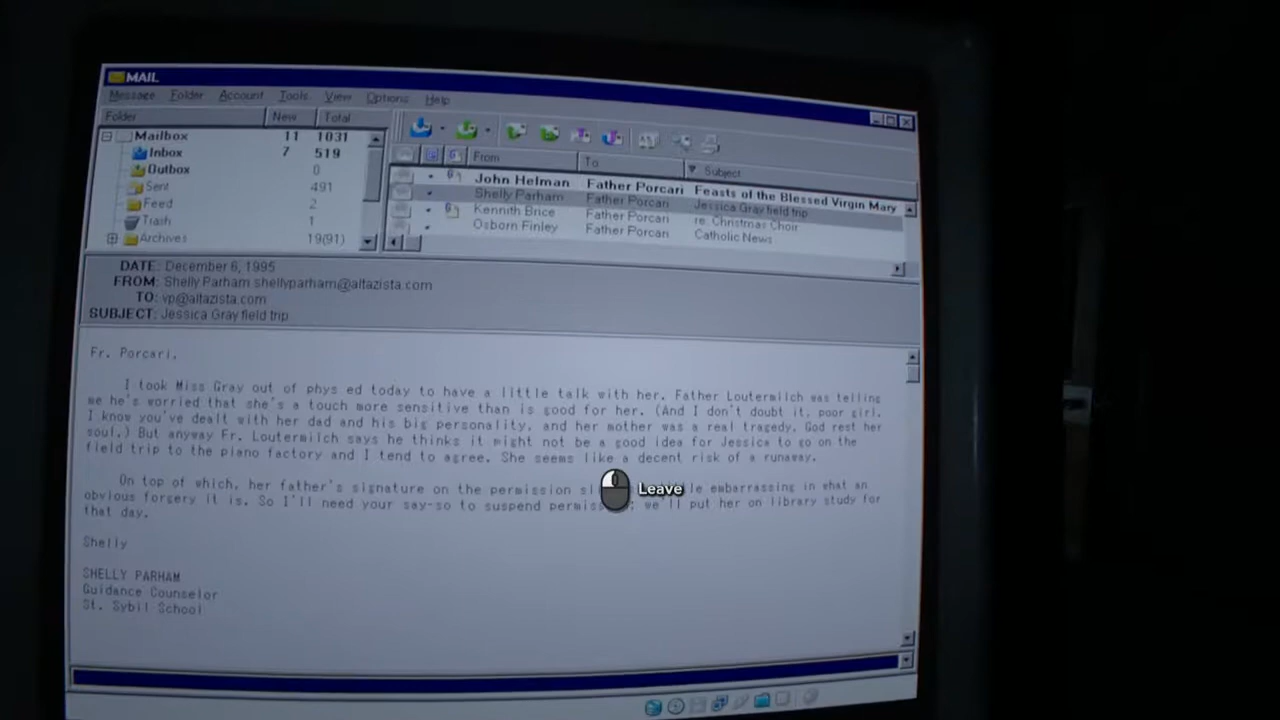 MAIL
Message Folder Account Tools View Options Help
Folder New Total
Mailbox 11 1031
Inbox 7 519
Outbox 0
Sent 491
Feed 2
Trash 1
Archives 19(91)
From To Subject
John Helman Father Porcari Feasts of the Blessed Virgin Mary
Shelly Parham Father Porcari Jessica Gray field trip
Kennith Brice Father Porcari re: Christmas Choir
Osborn Finley Father Porcari Catholic News
DATE: December 6, 1995
FROM: Shelly Parham shellyparham@altazista.com
TO: vp@altazista.com
SUBJECT: Jessica Gray field trip
Fr. Porcari,
I took Miss Gray out of phys ed today to have a little talk with her. Father Loutermilch was telling
me he's worried that she's a touch more sensitive than is good for her. (And I don't doubt it, poor girl.
I know you've dealt with her dad and his big personality, and her mother was a real tragedy, God rest her
soul.) But anyway Fr. Loutermilch says he thinks it might not be a good idea for Jessica to go on the
field trip to the piano factory and I tend to agree. She seems like a decent risk of a runaway.
On top of which, her father's signature on the permission embarrassing in what an
obvious forgery it is. So I'll need your say-so to suspend we'll put her on library study for
that day.
Leave
Shelly
SHELLY PARHAM
Guidance Counselor
St. Sybil School